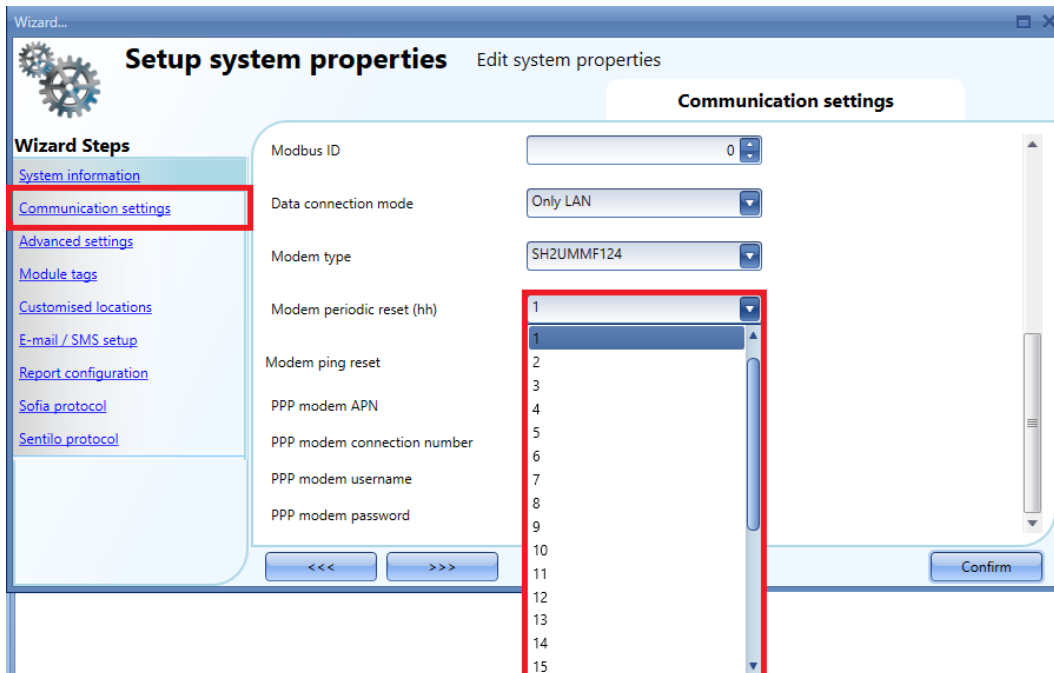 Wizard...
Setup system properties Edit system properties
Communication settings
Wizard Steps
System information
Communication settings
Advanced settings
Module tags
Customised locations
E-mail / SMS setup
Report configuration
Sofia protocol
Sentilo protocol
Modbus ID 0
Data connection mode Only LAN
Modem type SH2UMMF124
Modem periodic reset (hh) 1
Modem ping reset
PPP modem APN
PPP modem connection number
PPP modem username
PPP modem password
1
2
3
4
5
6
7
8
9
10
11
12
13
14
15
<<< >>> Confirm